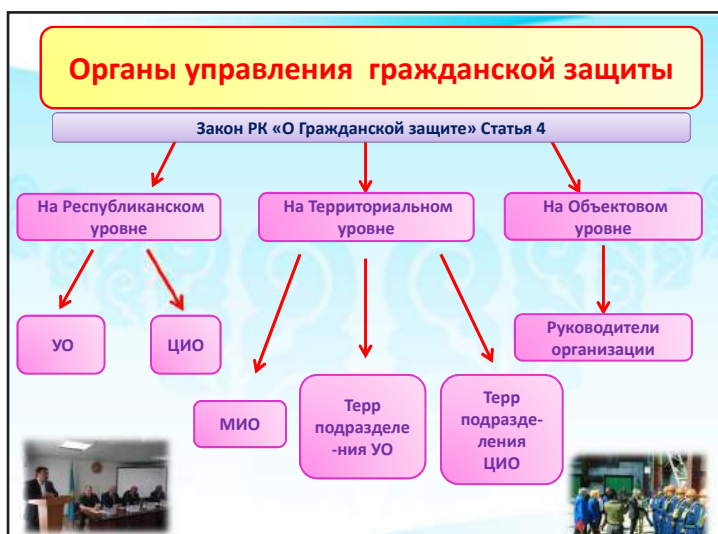 Органы управления гражданской защиты
Закон РК «О Гражданской защите» Статья 4
На Республиканском
уровне
На Территориальном
уровне
На Объектовом
уровне
УО
ЦИО
Руководители
организации
МИО
Терр
подразделе
-ния УО
Терр
подразде-
ления
ЦИО